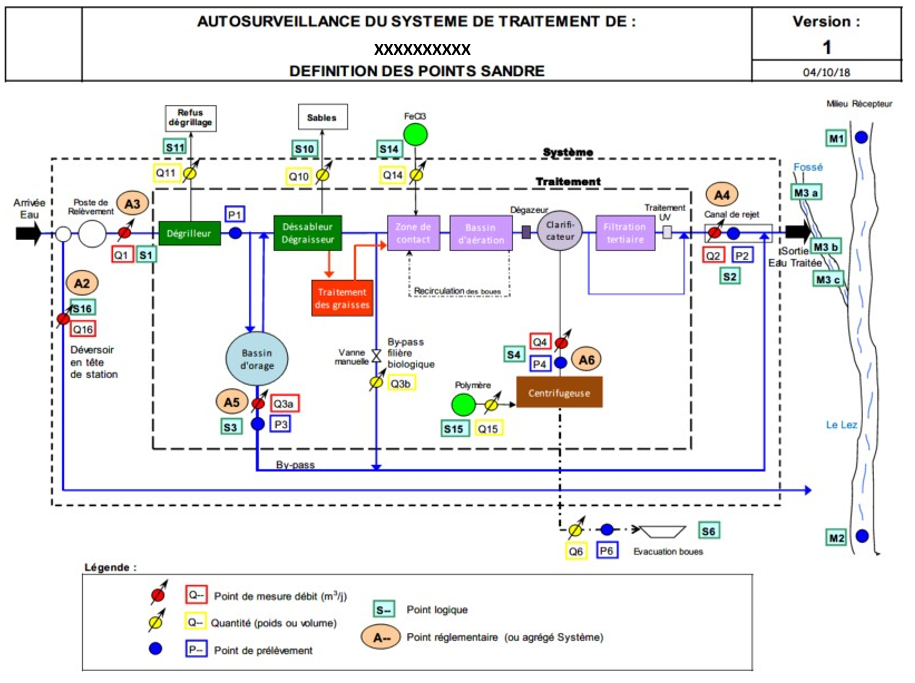 AUTOSURVEILLANCE DU SYSTEME DE TRAITEMENT DE :
XXXXXXXXXX
DEFINITION DES POINTS SANDRE
Version :
1
04/10/18
Milieu Récepteur
Refus
dégrillage
Sables
FeCl3
M1
S11
S10
S14
Système
Q11
Q10
Q14
Fossé
Traitement
Arrivée
Eau
Poste de
Relèvement
A3
A4
M3 a
P1
Dégazeur
Traitement
UV
Canal de rejet
Dégrilleur
Déssableur
Dégraisseur
Zone de
contact
Bassin
d'aération
Clarifi-
cateur
Filtration
tertiaire
Q1
S1
Q2
P2
Sortie
Eau Traitée
M3 b
S2
M3 c
A2
Traitement
des graisses
Recirculation des boues
S16
Q16
Déversoir
en tête
de station
Bassin
d'orage
Vanne
manuelle
By-pass
filière
biologique
Q4
S4
P4
A6
Q3b
Polymère
Centrifugeuse
A5
Q3a
S3
P3
S15
Q15
Le Lez
By-pass
Q6
P6
Evacuation boues
S6
M2
Légende :
Q-- Point de mesure débit (m³/j)
Q-- Quantité (poids ou volume)
P-- Point de prélèvement
S-- Point logique
A-- Point réglementaire (ou agrégé Système)